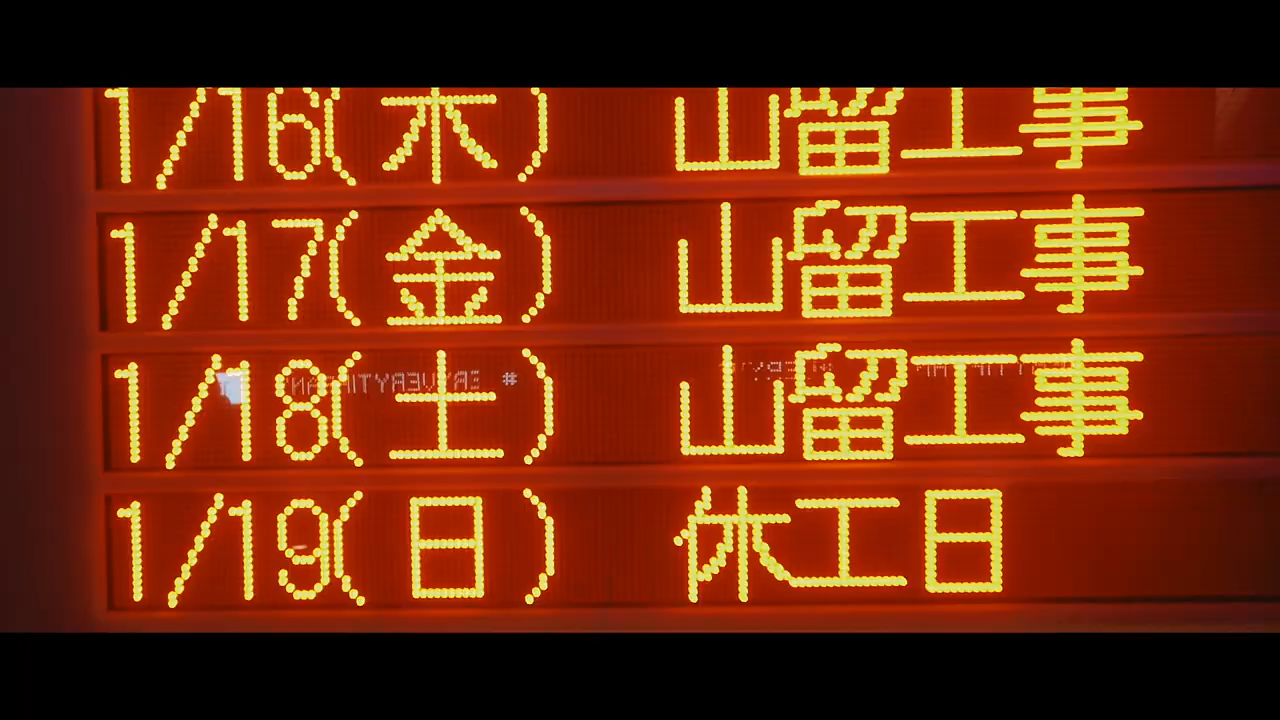 1/16(木) 山留工事
1/17(金) 山留工事
1/18(土) 山留工事
1/19(日) 休工日